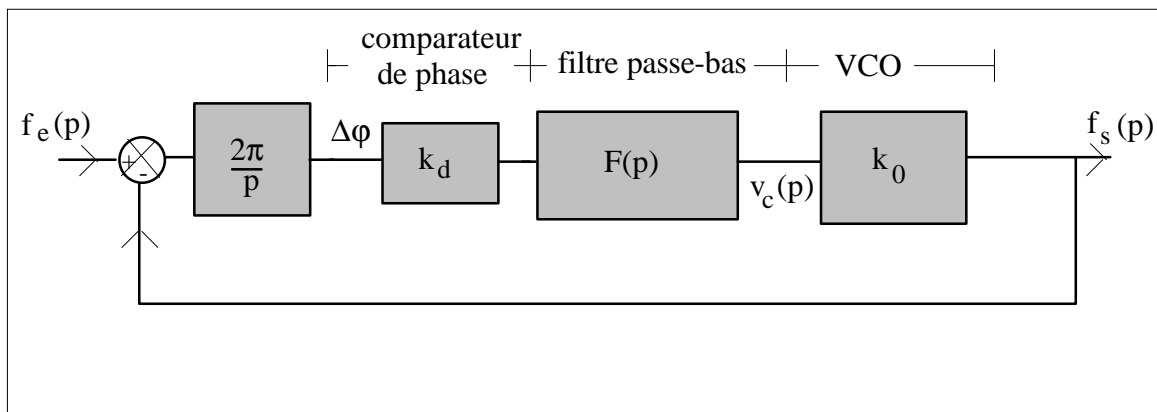 comparateur
de phase
filtre passe-bas
VCO
f_e(p)
+
-
2π/p
Δφ
k_d
F(p)
v_c(p)
k_0
f_s(p)